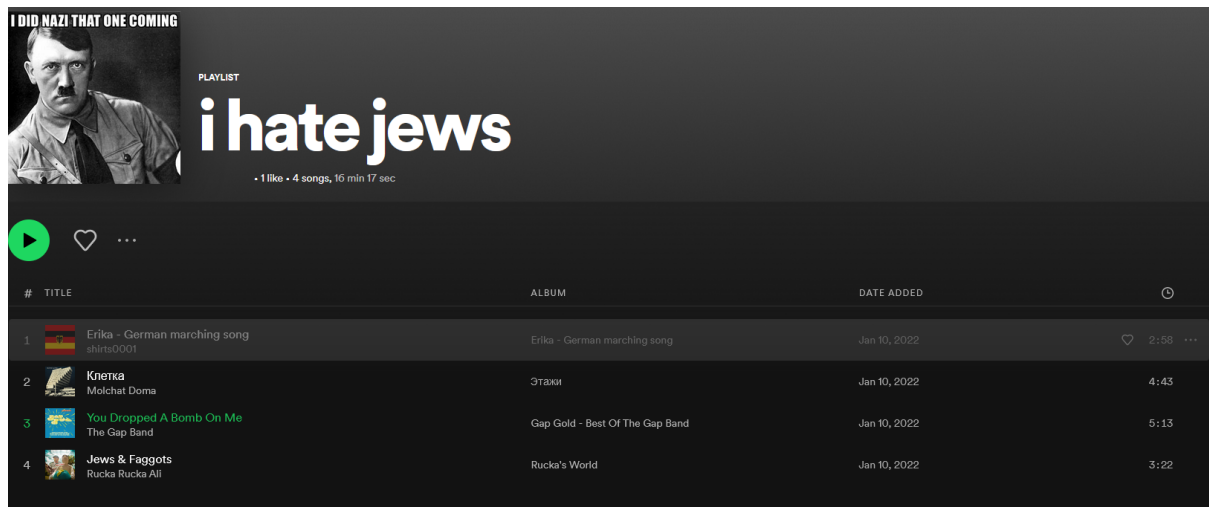 I DID NAZI THAT ONE COMING
PLAYLIST
i hate jews
• 1 like • 4 songs, 16 min 17 sec
# TITLE ALBUM DATE ADDED
1 Erika - German marching song Erika - German marching song Jan 10, 2022 2:58
shirts0001
2 Клетка Этажи Jan 10, 2022 4:43
Molchat Doma
3 You Dropped A Bomb On Me Gap Gold - Best Of The Gap Band Jan 10, 2022 5:13
The Gap Band
4 Jews & Faggots Rucka's World Jan 10, 2022 3:22
Rucka Rucka Ali